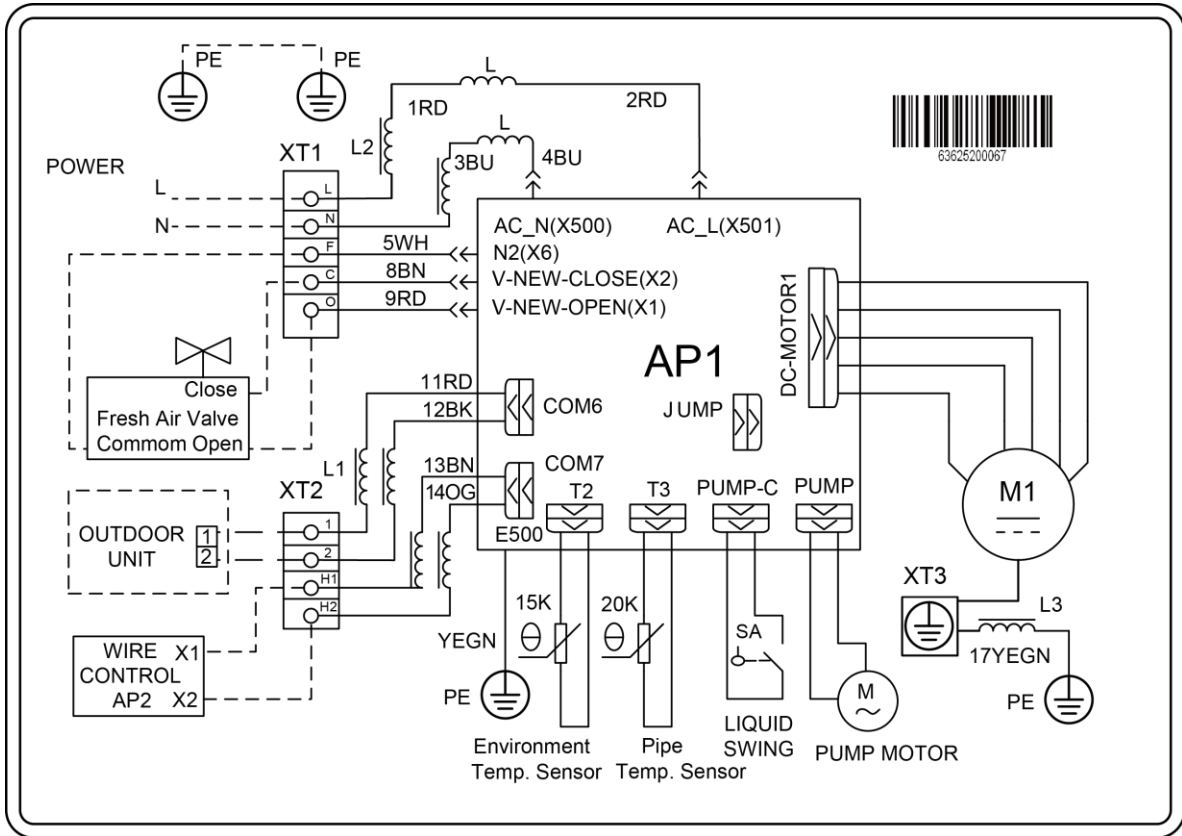 PE
PE
L
1RD
2RD
L2
L
3BU
4BU
63625200067
POWER
XT1
L
L
N
N
F
C
O
5WH
8BN
9RD
AC_N(X500)
AC_L(X501)
N2(X6)
V-NEW-CLOSE(X2)
V-NEW-OPEN(X1)
DC-MOTOR1
AP1
JUMP
Close
Fresh Air Valve
Commom Open
11RD
12BK
COM6
L1
13BN
14OG
COM7
E500
T2
T3
PUMP-C
PUMP
M1
XT2
OUTDOOR
UNIT
1
2
1
2
H1
H2
WIRE
CONTROL
AP2
X1
X2
YEGN
PE
15K
20K
SA
XT3
L3
17YEGN
PE
M
Environment
Temp. Sensor
Pipe
Temp. Sensor
LIQUID
SWING
PUMP MOTOR